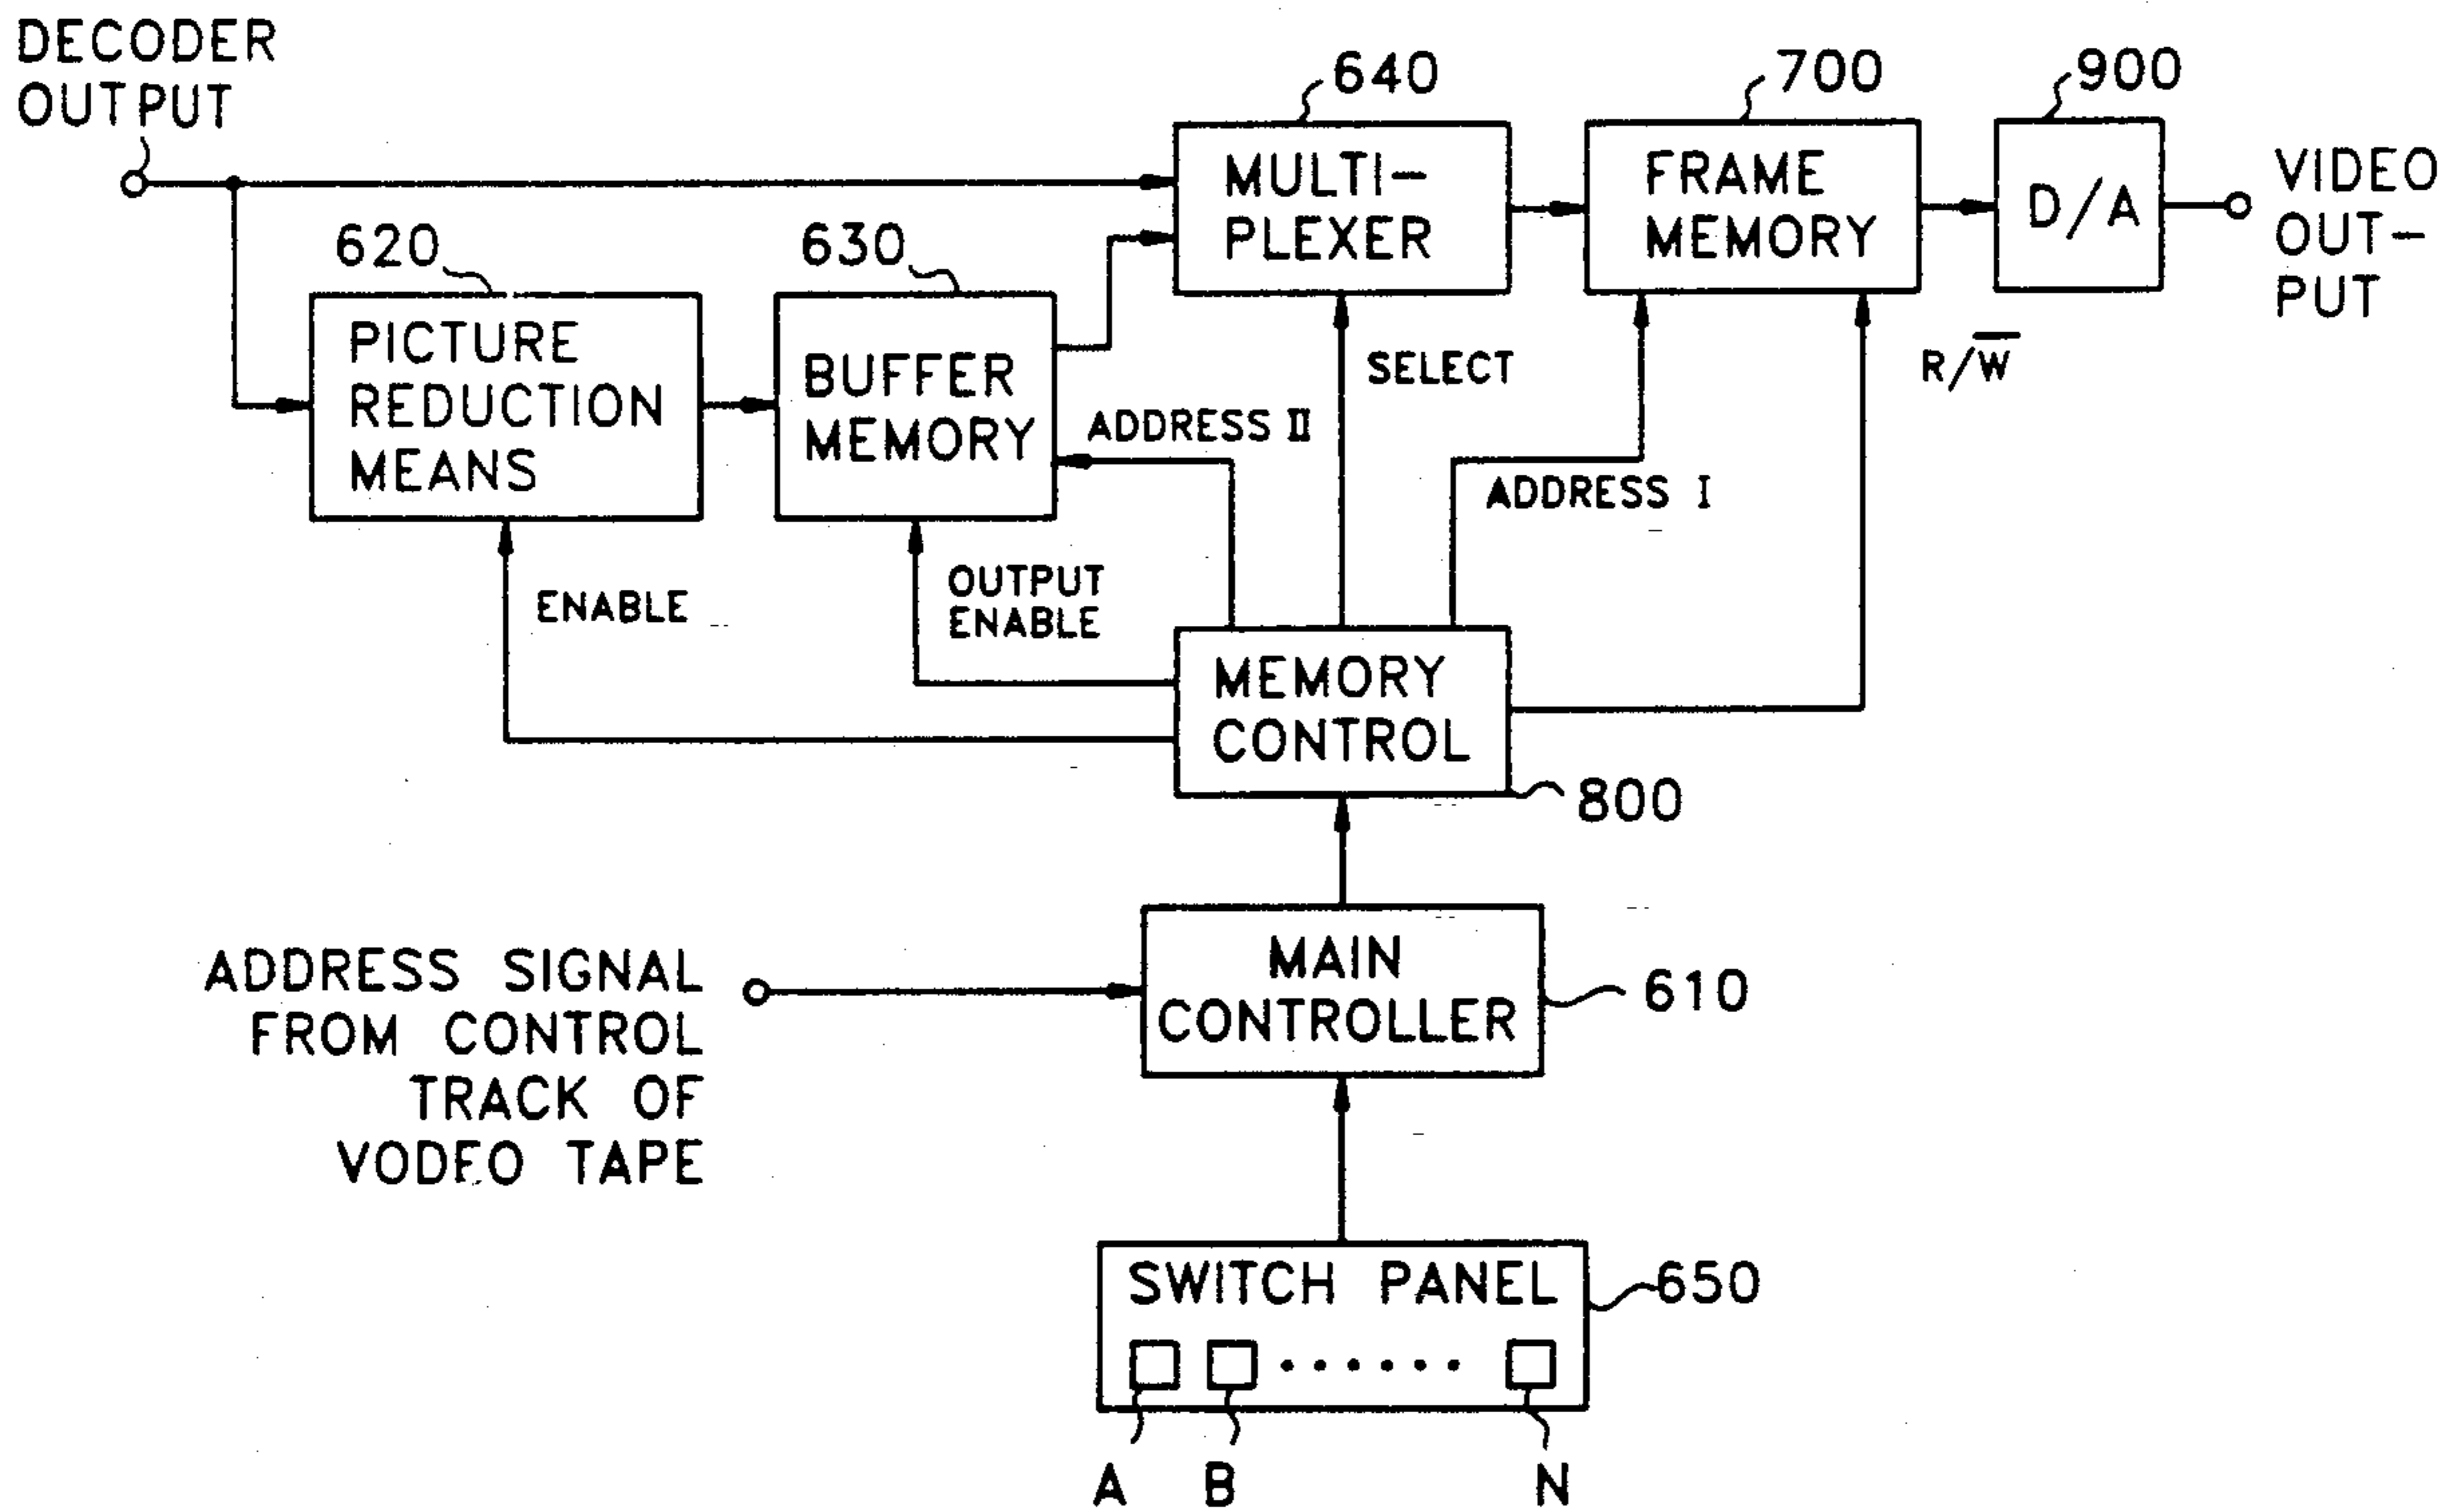 DECODER
OUTPUT
640
700
900
MULTI-
PLEXER
FRAME
MEMORY
D/A
VIDEO
OUT-
PUT
620
630
PICTURE
REDUCTION
MEANS
BUFFER
MEMORY
SELECT
R/W̅
ADDRESS II
ADDRESS I
ENABLE
OUTPUT
ENABLE
MEMORY
CONTROL
800
ADDRESS SIGNAL
FROM CONTROL
TRACK OF
VODEO TAPE
MAIN
CONTROLLER
610
SWITCH PANEL
650
A B N